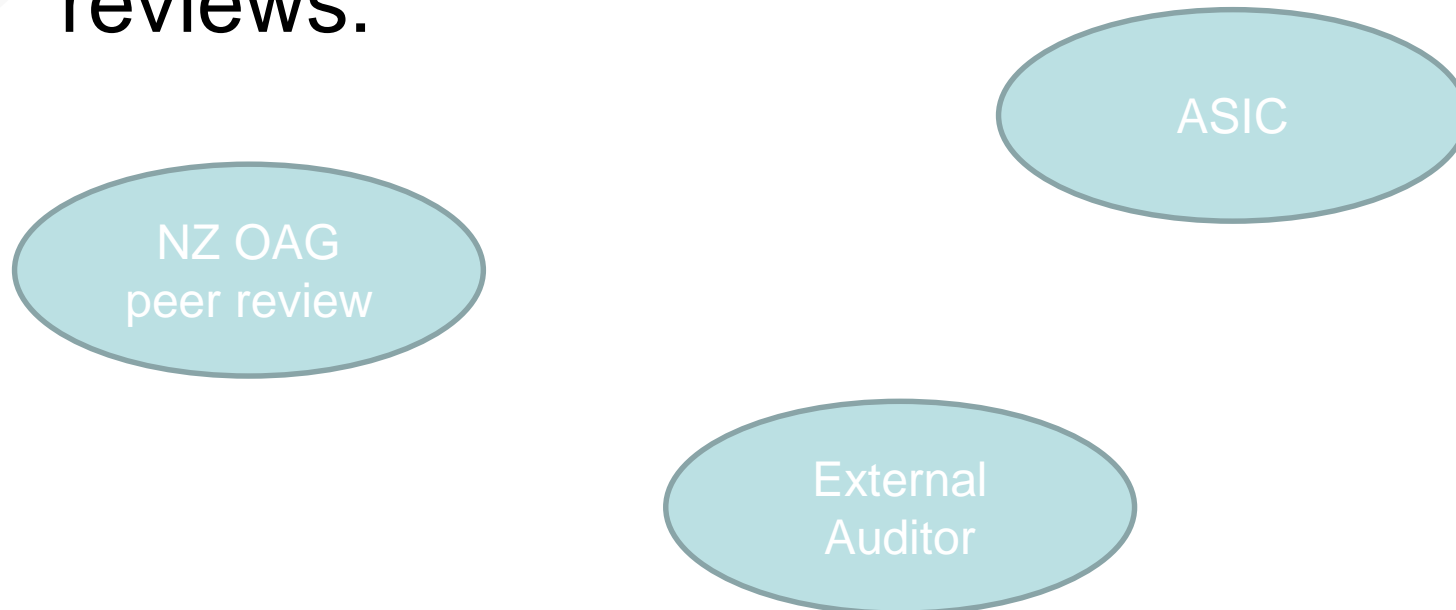 reviews.
ASIC
NZ OAG
peer review
External
Auditor